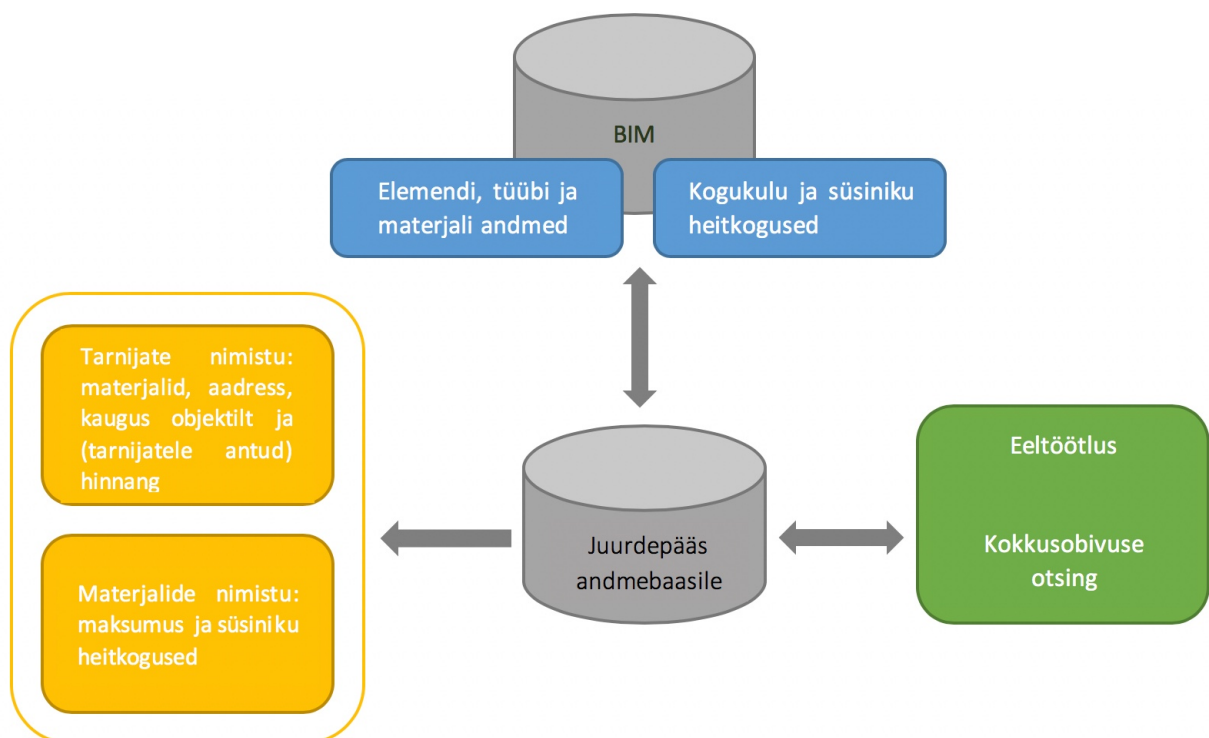 BIM
Elemendi, tüübi ja
materjali andmed
Kogukulu ja süsiniku
heitkogused
Tarnijate nimistu:
materjalid, aadress,
kaugus objektilt ja
(tarnijatele antud)
hinnang
Materjalide nimistu:
maksumus ja süsiniku
heitkogused
Juurdepääs
andmebaasile
Eeltöötlus
Kokkusobivuse
otsing